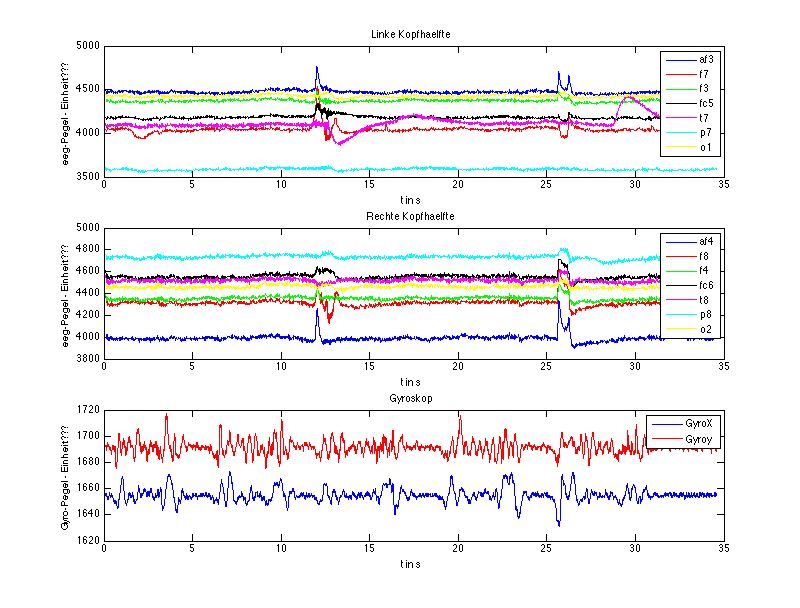 Linke Kopfhaelfte
5000
4500
4000
3500
eeg-Pegel - Einheit???
0 5 10 15 20 25 30 35
t in s
af3
f7
f3
fc5
t7
p7
o1
Rechte Kopfhaelfte
5000
4800
4600
4400
4200
4000
3800
eeg-Pegel - Einheit???
0 5 10 15 20 25 30 35
t in s
af4
f8
f4
fc6
t8
p8
o2
Gyroskop
1720
1700
1680
1660
1640
1620
Gyro-Pegel - Einheit???
0 5 10 15 20 25 30 35
t in s
GyroX
Gyroy